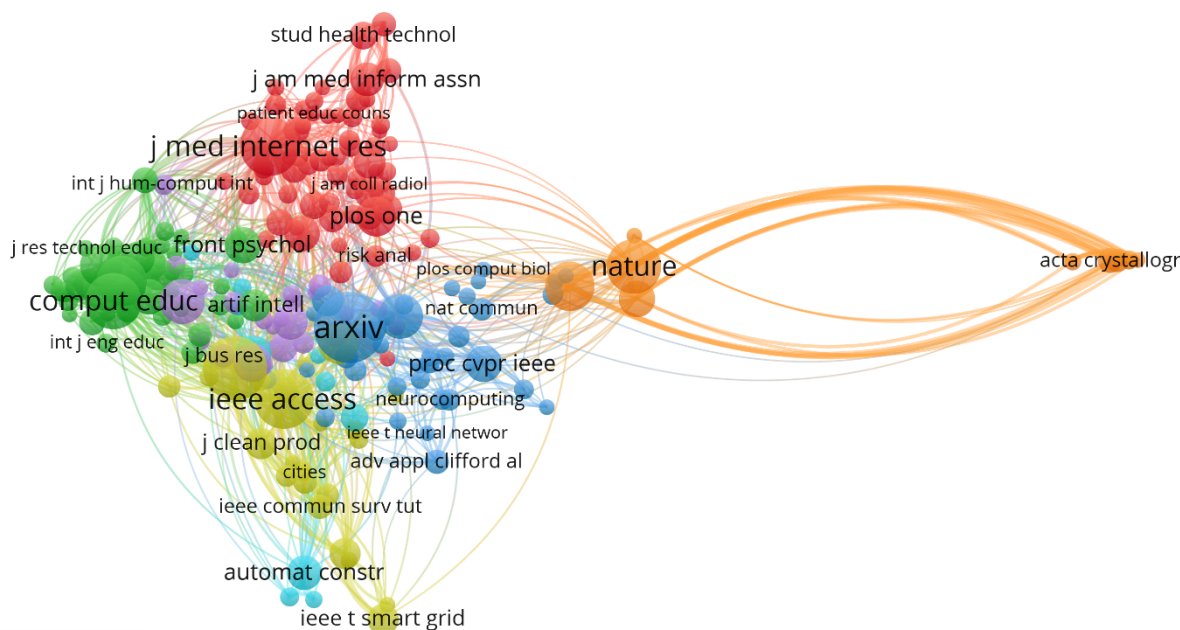 stud health technol
j am med inform assn
patient educ couns
j med internet res
int j hum-comput int
j am coll radiol
plos one
j res technol educ
front psychol
risk anal
plos comput biol
nature
acta crystallogr
comput educ
artif intell
arxiv
nat commun
int j eng educ
j bus res
proc cvpr ieee
ieee access
neurocomputing
j clean prod
ieee t neural networ
cities
adv appl clifford al
ieee commun surv tut
automat constr
ieee t smart grid